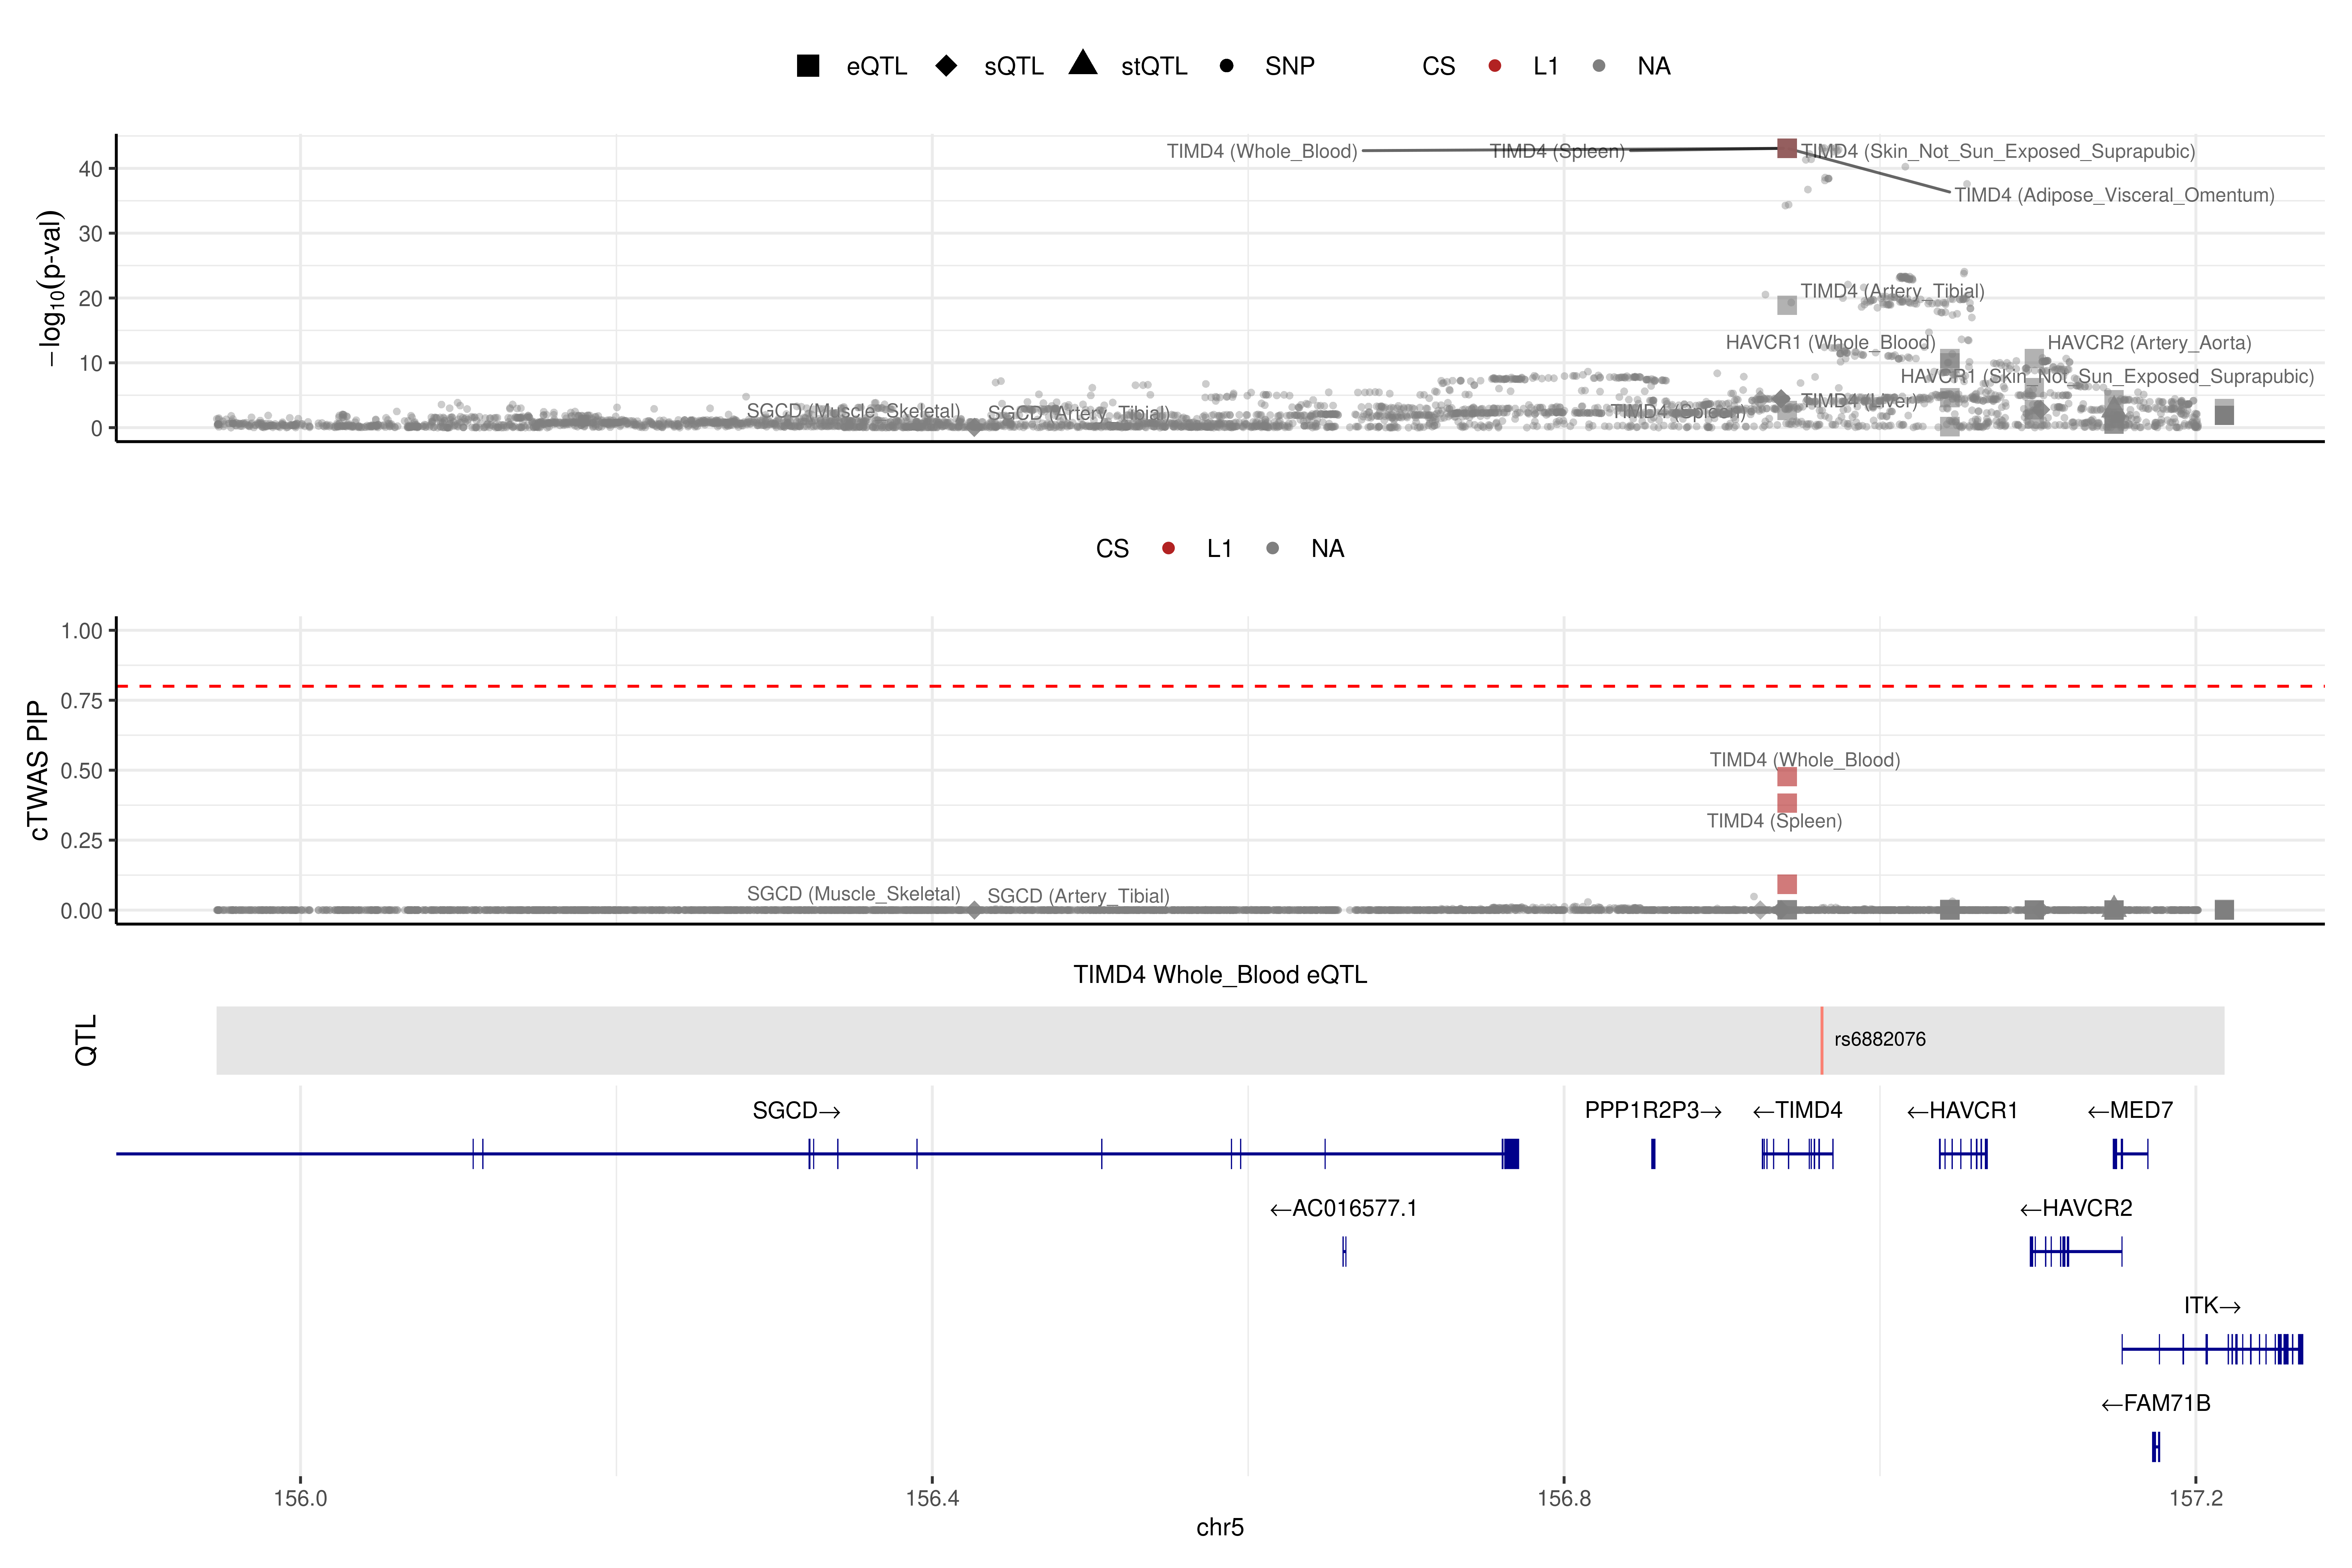 eQTL sQTL stQTL SNP CS L1 NA
−log10(p-val)
40
30
20
10
0
TIMD4 (Whole_Blood)
TIMD4 (Spleen)
TIMD4 (Skin_Not_Sun_Exposed_Suprapubic)
TIMD4 (Adipose_Visceral_Omentum)
TIMD4 (Artery_Tibial)
HAVCR1 (Whole_Blood)
HAVCR2 (Artery_Aorta)
HAVCR1 (Skin_Not_Sun_Exposed_Suprapubic)
TIMD4 (Liver)
TIMD4 (Spleen)
SGCD (Muscle_Skeletal)
SGCD (Artery_Tibial)
CS L1 NA
cTWAS PIP
1.00
0.75
0.50
0.25
0.00
TIMD4 (Whole_Blood)
TIMD4 (Spleen)
SGCD (Muscle_Skeletal)
SGCD (Artery_Tibial)
TIMD4 Whole_Blood eQTL
QTL
rs6882076
SGCD→
PPP1R2P3→
←TIMD4
←HAVCR1
←MED7
←AC016577.1
←HAVCR2
ITK→
←FAM71B
156.0 156.4 156.8 157.2
chr5